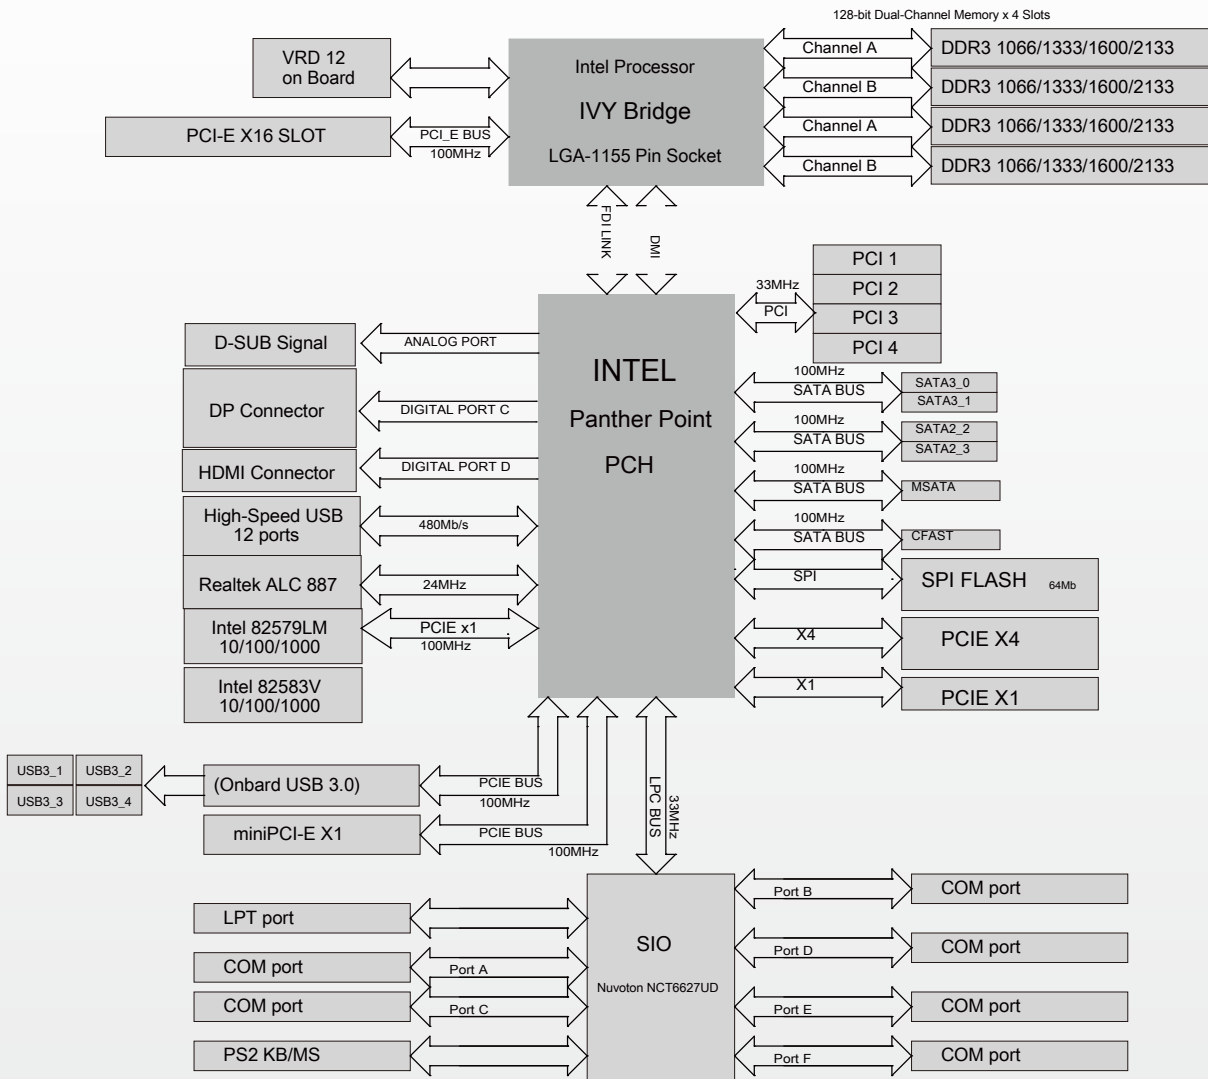 128-bit Dual-Channel Memory x 4 Slots
VRD 12
on Board
PCI-E X16 SLOT
PCI_E BUS
100MHz
Intel Processor
IVY Bridge
LGA-1155 Pin Socket
Channel A
DDR3 1066/1333/1600/2133
Channel B
DDR3 1066/1333/1600/2133
Channel A
DDR3 1066/1333/1600/2133
Channel B
DDR3 1066/1333/1600/2133
FDI LINK
DMI
33MHz
PCI
PCI 1
PCI 2
PCI 3
PCI 4
INTEL
Panther Point
PCH
D-SUB Signal
ANALOG PORT
DP Connector
DIGITAL PORT C
HDMI Connector
DIGITAL PORT D
High-Speed USB
12 ports
480Mb/s
Realtek ALC 887
24MHz
Intel 82579LM
10/100/1000
PCIE x1
100MHz
Intel 82583V
10/100/1000
100MHz
SATA BUS
SATA3_0
SATA3_1
100MHz
SATA BUS
SATA2_2
SATA2_3
100MHz
SATA BUS
MSATA
100MHz
SATA BUS
CFAST
SPI
SPI FLASH 64Mb
X4
PCIE X4
X1
PCIE X1
USB3_1
USB3_2
USB3_3
USB3_4
(Onbard USB 3.0)
PCIE BUS
100MHz
miniPCI-E X1
PCIE BUS
100MHz
LPC BUS
33MHz
SIO
Nuvoton NCT6627UD
LPT port
COM port
Port A
COM port
Port C
PS2 KB/MS
Port B
COM port
Port D
COM port
Port E
COM port
Port F
COM port